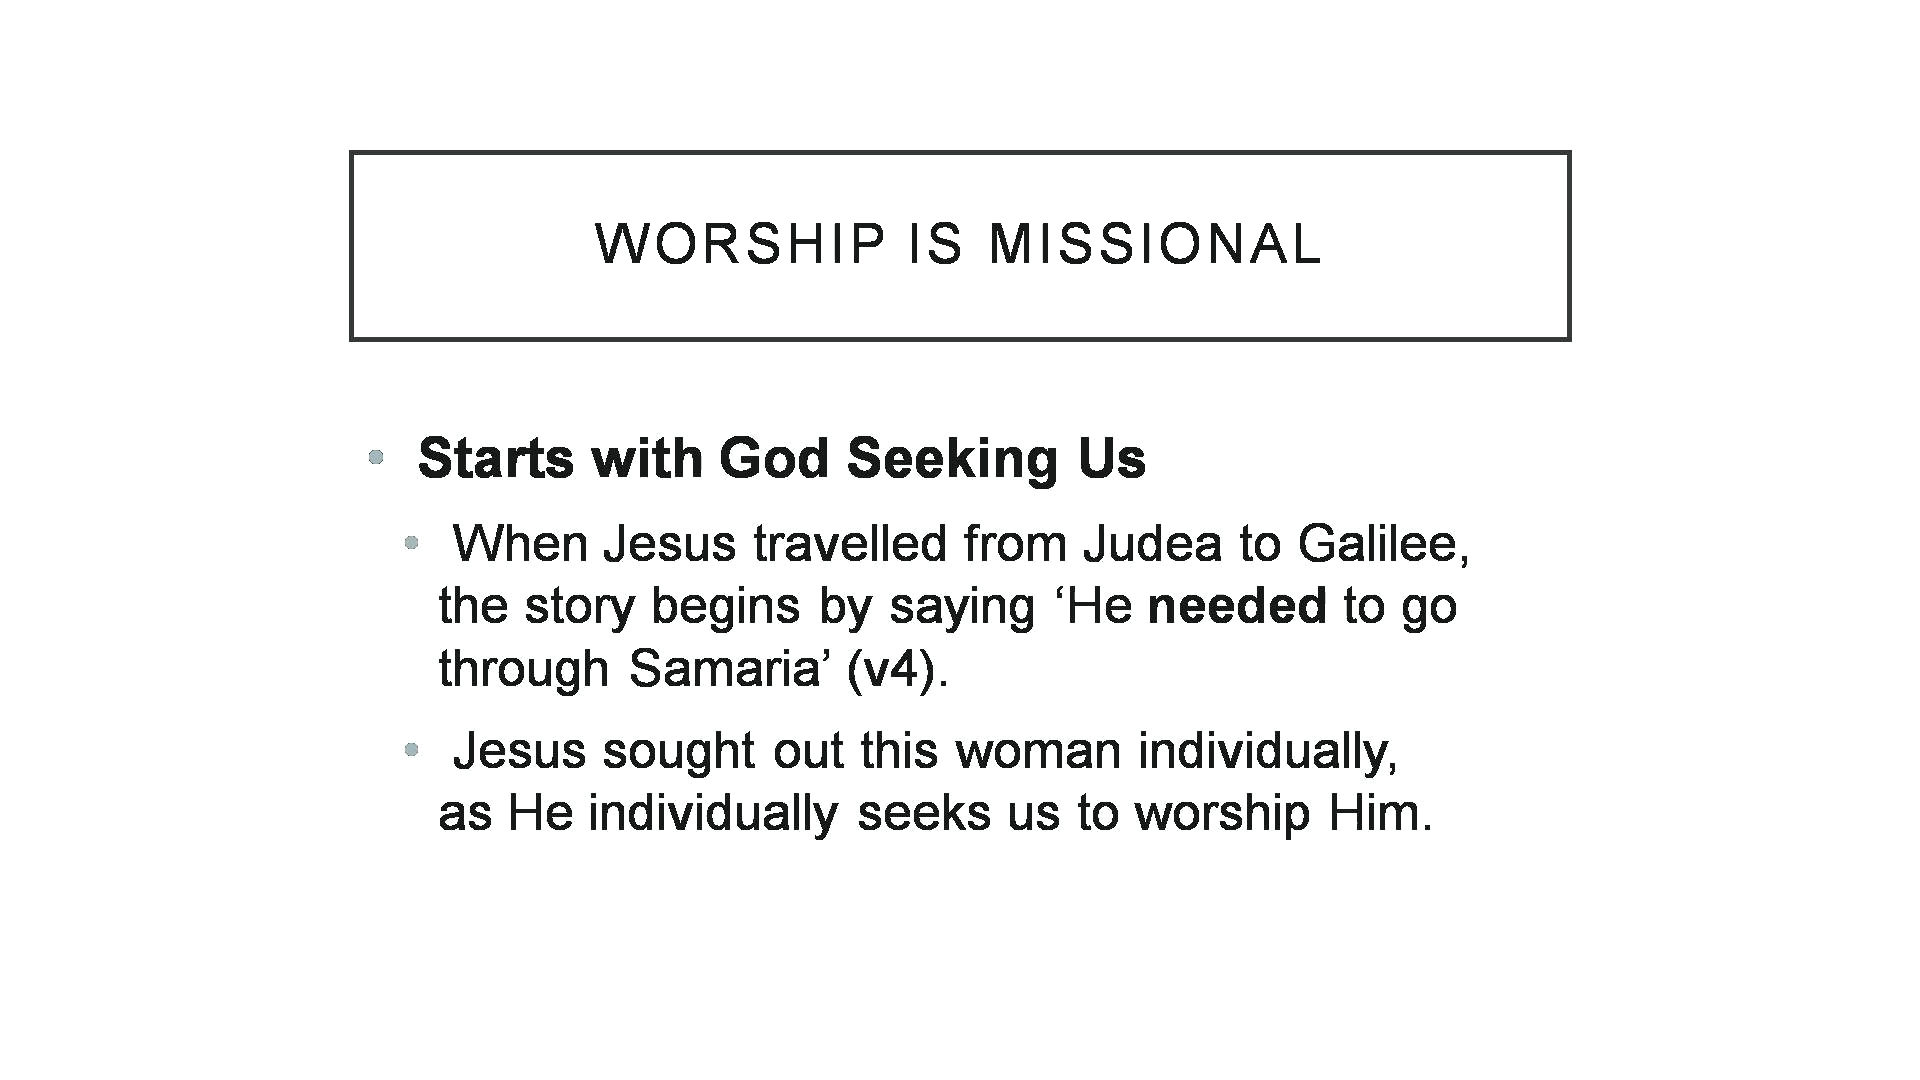 WORSHIP IS MISSIONAL
• Starts with God Seeking Us
• When Jesus travelled from Judea to Galilee,
the story begins by saying ‘He needed to go
through Samaria’ (v4).
• Jesus sought out this woman individually,
as He individually seeks us to worship Him.